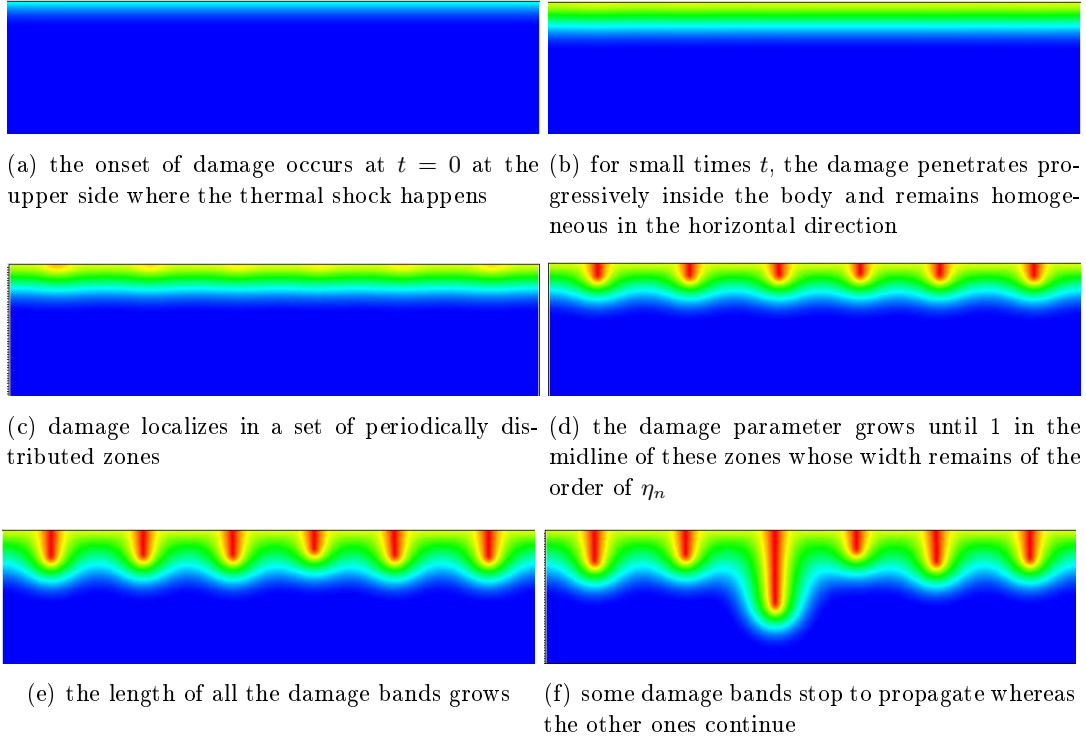 (a) the onset of damage occurs at t = 0 at the
upper side where the thermal shock happens
(b) for small times t, the damage penetrates pro-
gressively inside the body and remains homoge-
neous in the horizontal direction
(c) damage localizes in a set of periodically dis-
tributed zones
(d) the damage parameter grows until 1 in the
midline of these zones whose width remains of the
order of ηn
(e) the length of all the damage bands grows
(f) some damage bands stop to propagate whereas
the other ones continue